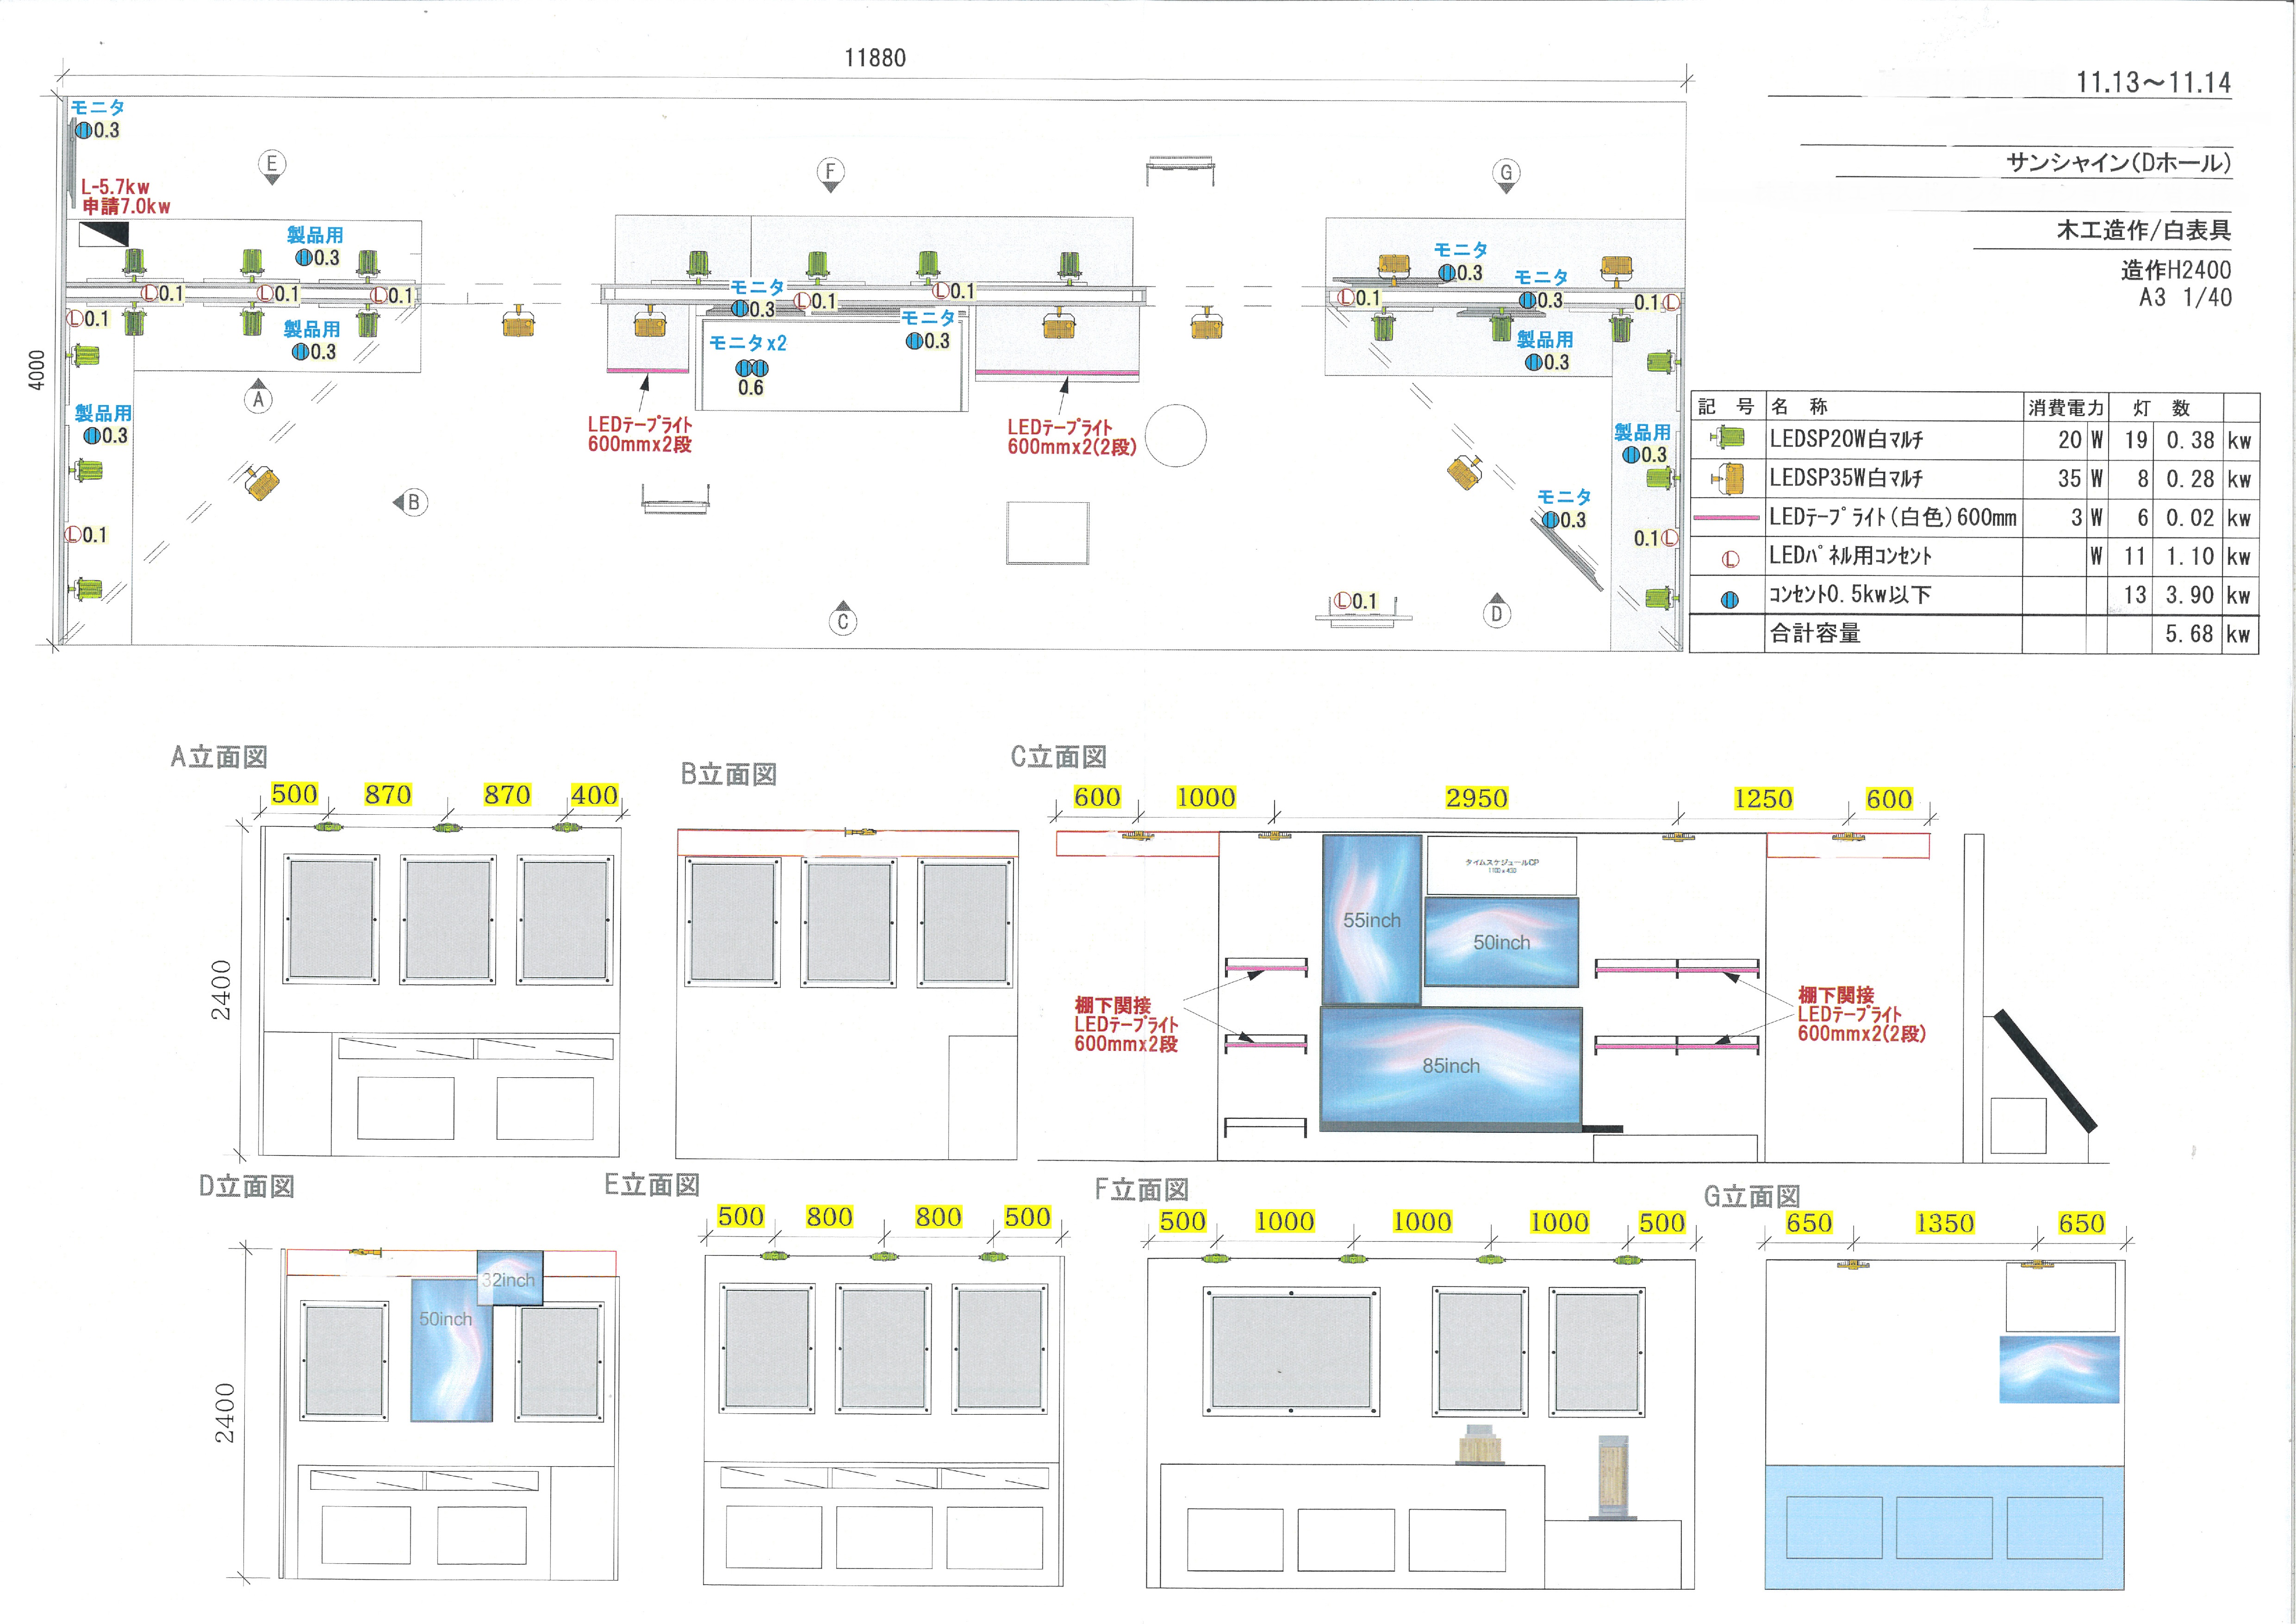 11880
11.13～11.14
サンシャイン(Dホール)
木工造作/白表具
造作H2400
A3 1/40
4000
モニタ
0.3
L-5.7kw
申請7.0kw
E
F
G
製品用
0.3
モニタ
0.3
モニタ
0.3
0.1
0.1
0.1
モニタ
0.3
0.1
0.1
0.1
0.1
0.1
製品用
0.3
モニタx2
0.6
モニタ
0.3
製品用
0.3
A
製品用
0.3
LEDテープライト
600mmx2段
LEDテープライト
600mmx2(2段)
製品用
0.3
B
モニタ
0.3
0.1
0.1
0.1
C
D
記 号 名 称 消費電力 灯 数
LEDSP20W白マルチ 20 W 19 0.38 kw
LEDSP35W白マルチ 35 W 8 0.28 kw
LEDテープライト(白色)600mm 3 W 6 0.02 kw
L LEDパネル用コンセント W 11 1.10 kw
コンセント0.5kw以下 13 3.90 kw
合計容量 5.68 kw
A立面図
500 870 870 400
2400
B立面図
C立面図
600 1000 2950 1250 600
タイムスケジュールCP
1100 x 450
55inch
50inch
85inch
棚下関接
LEDテープライト
600mmx2段
棚下関接
LEDテープライト
600mmx2(2段)
D立面図
2400
32inch
50inch
E立面図
500 800 800 500
F立面図
500 1000 1000 1000 500
G立面図
650 1350 650